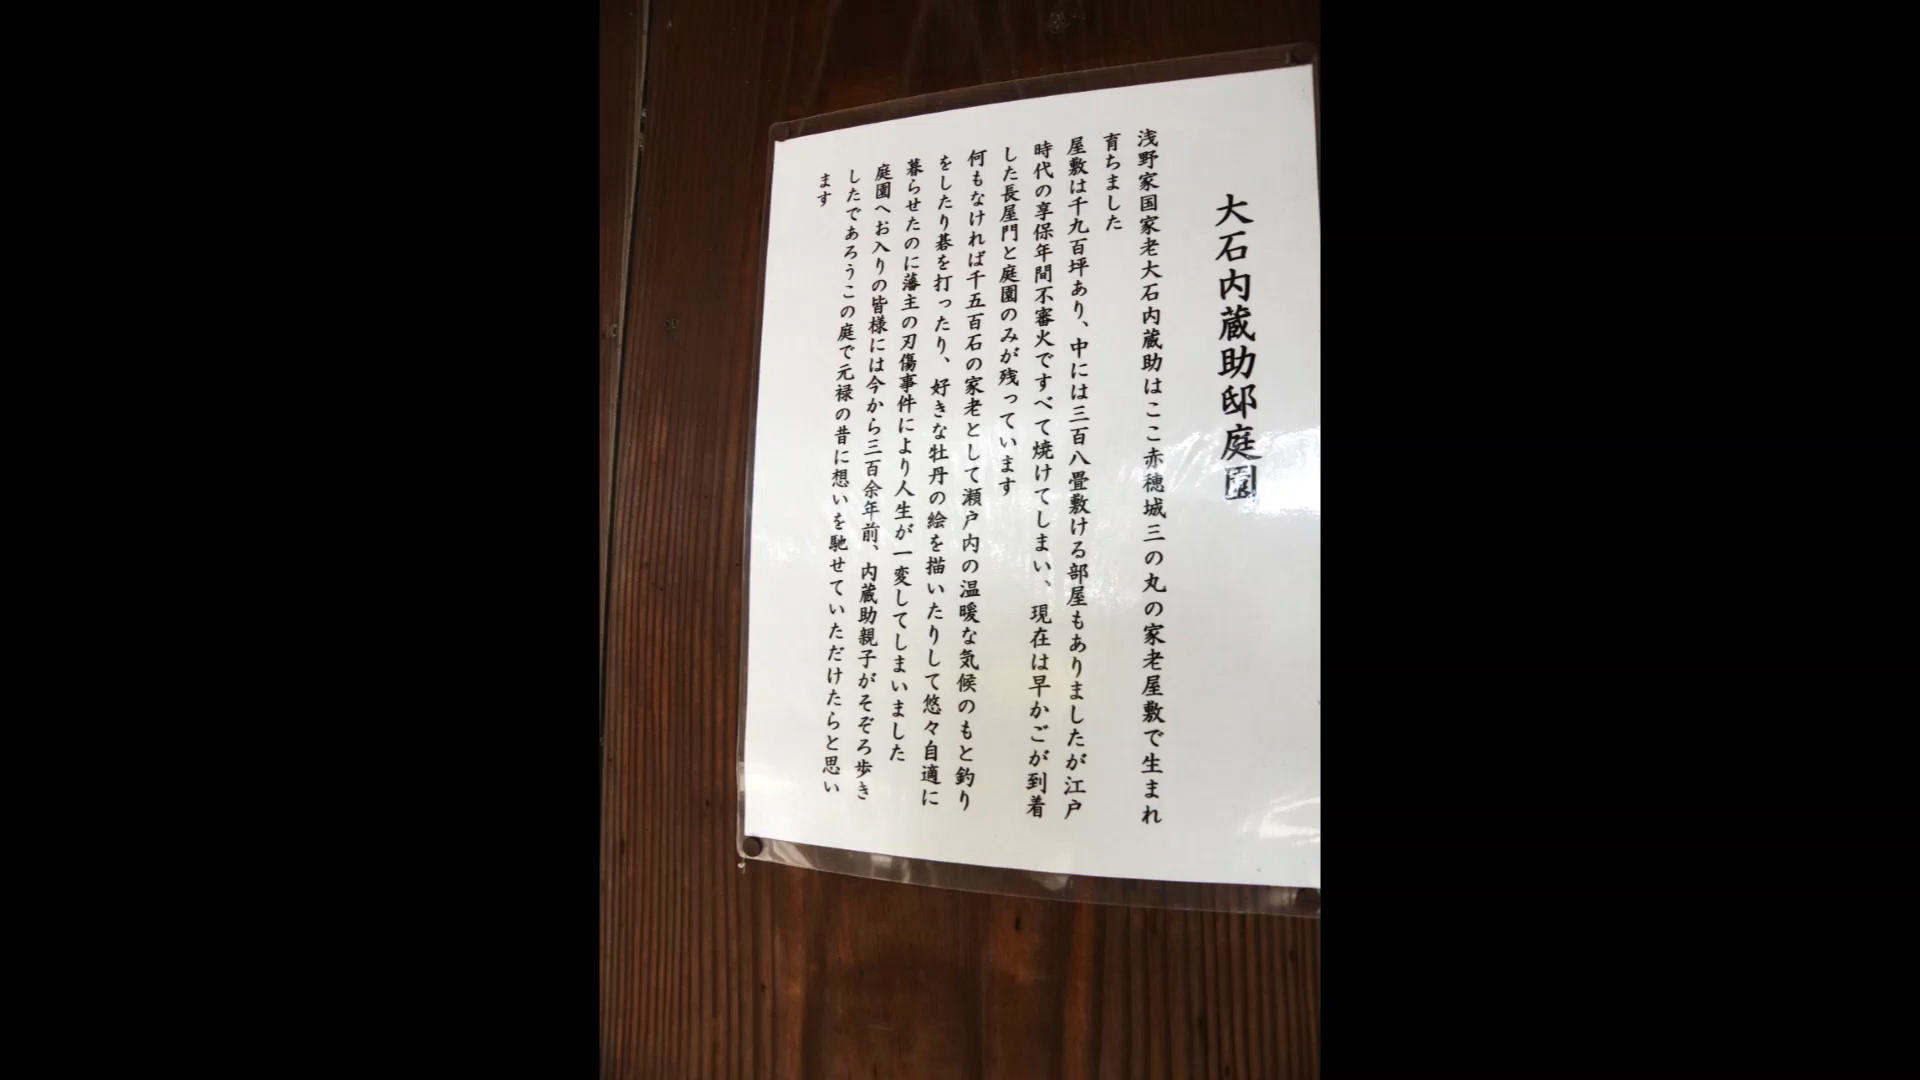 大石内蔵助邸庭園
浅野家国家老大石内蔵助はここ赤穂城三の丸の家老屋敷で生まれ
育ちました
屋敷は千九百坪あり、中には三百八畳敷ける部屋もありましたが江戸
時代の享保年間不審火ですべて焼けてしまい、現在は早かごが到着
した長屋門と庭園のみが残っています
何もなければ千五百石の家老として瀬戸内の温暖な気候のもと釣り
をしたり碁を打ったり、好きな牡丹の絵を描いたりして悠々自適に
暮らせたのに藩主の刃傷事件により人生が一変してしまいました
庭園へお入りの皆様には今から三百余年前、内蔵助親子がそぞろ歩き
したであろうこの庭で元禄の昔に想いを馳せていただけたらと思い
ます